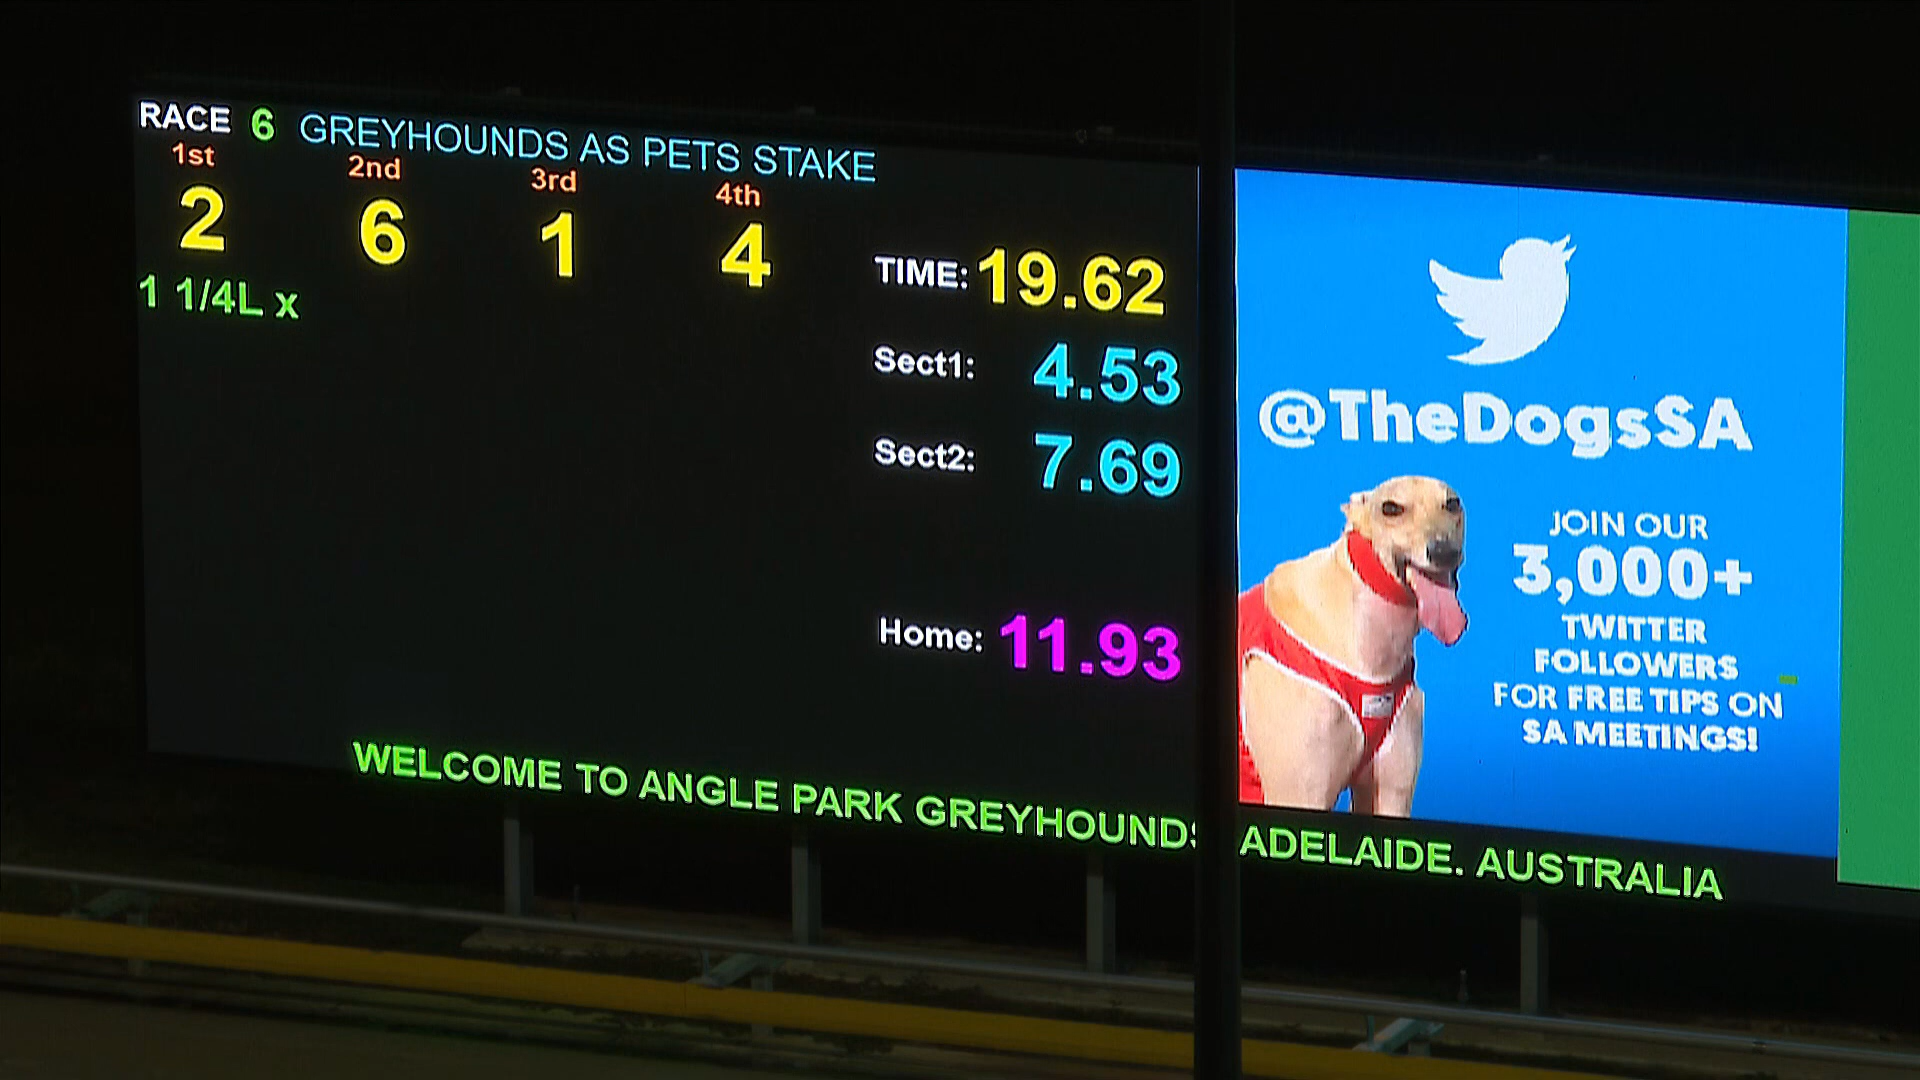 RACE 6 GREYHOUNDS AS PETS STAKE
1st 2nd 3rd 4th
2 6 1 4
1 1/4L x
TIME: 19.62
Sect1: 4.53
Sect2: 7.69
Home: 11.93
WELCOME TO ANGLE PARK GREYHOUNDS ADELAIDE. AUSTRALIA
@TheDogsSA
JOIN OUR
3,000+
TWITTER
FOLLOWERS
FOR FREE TIPS ON
SA MEETINGS!